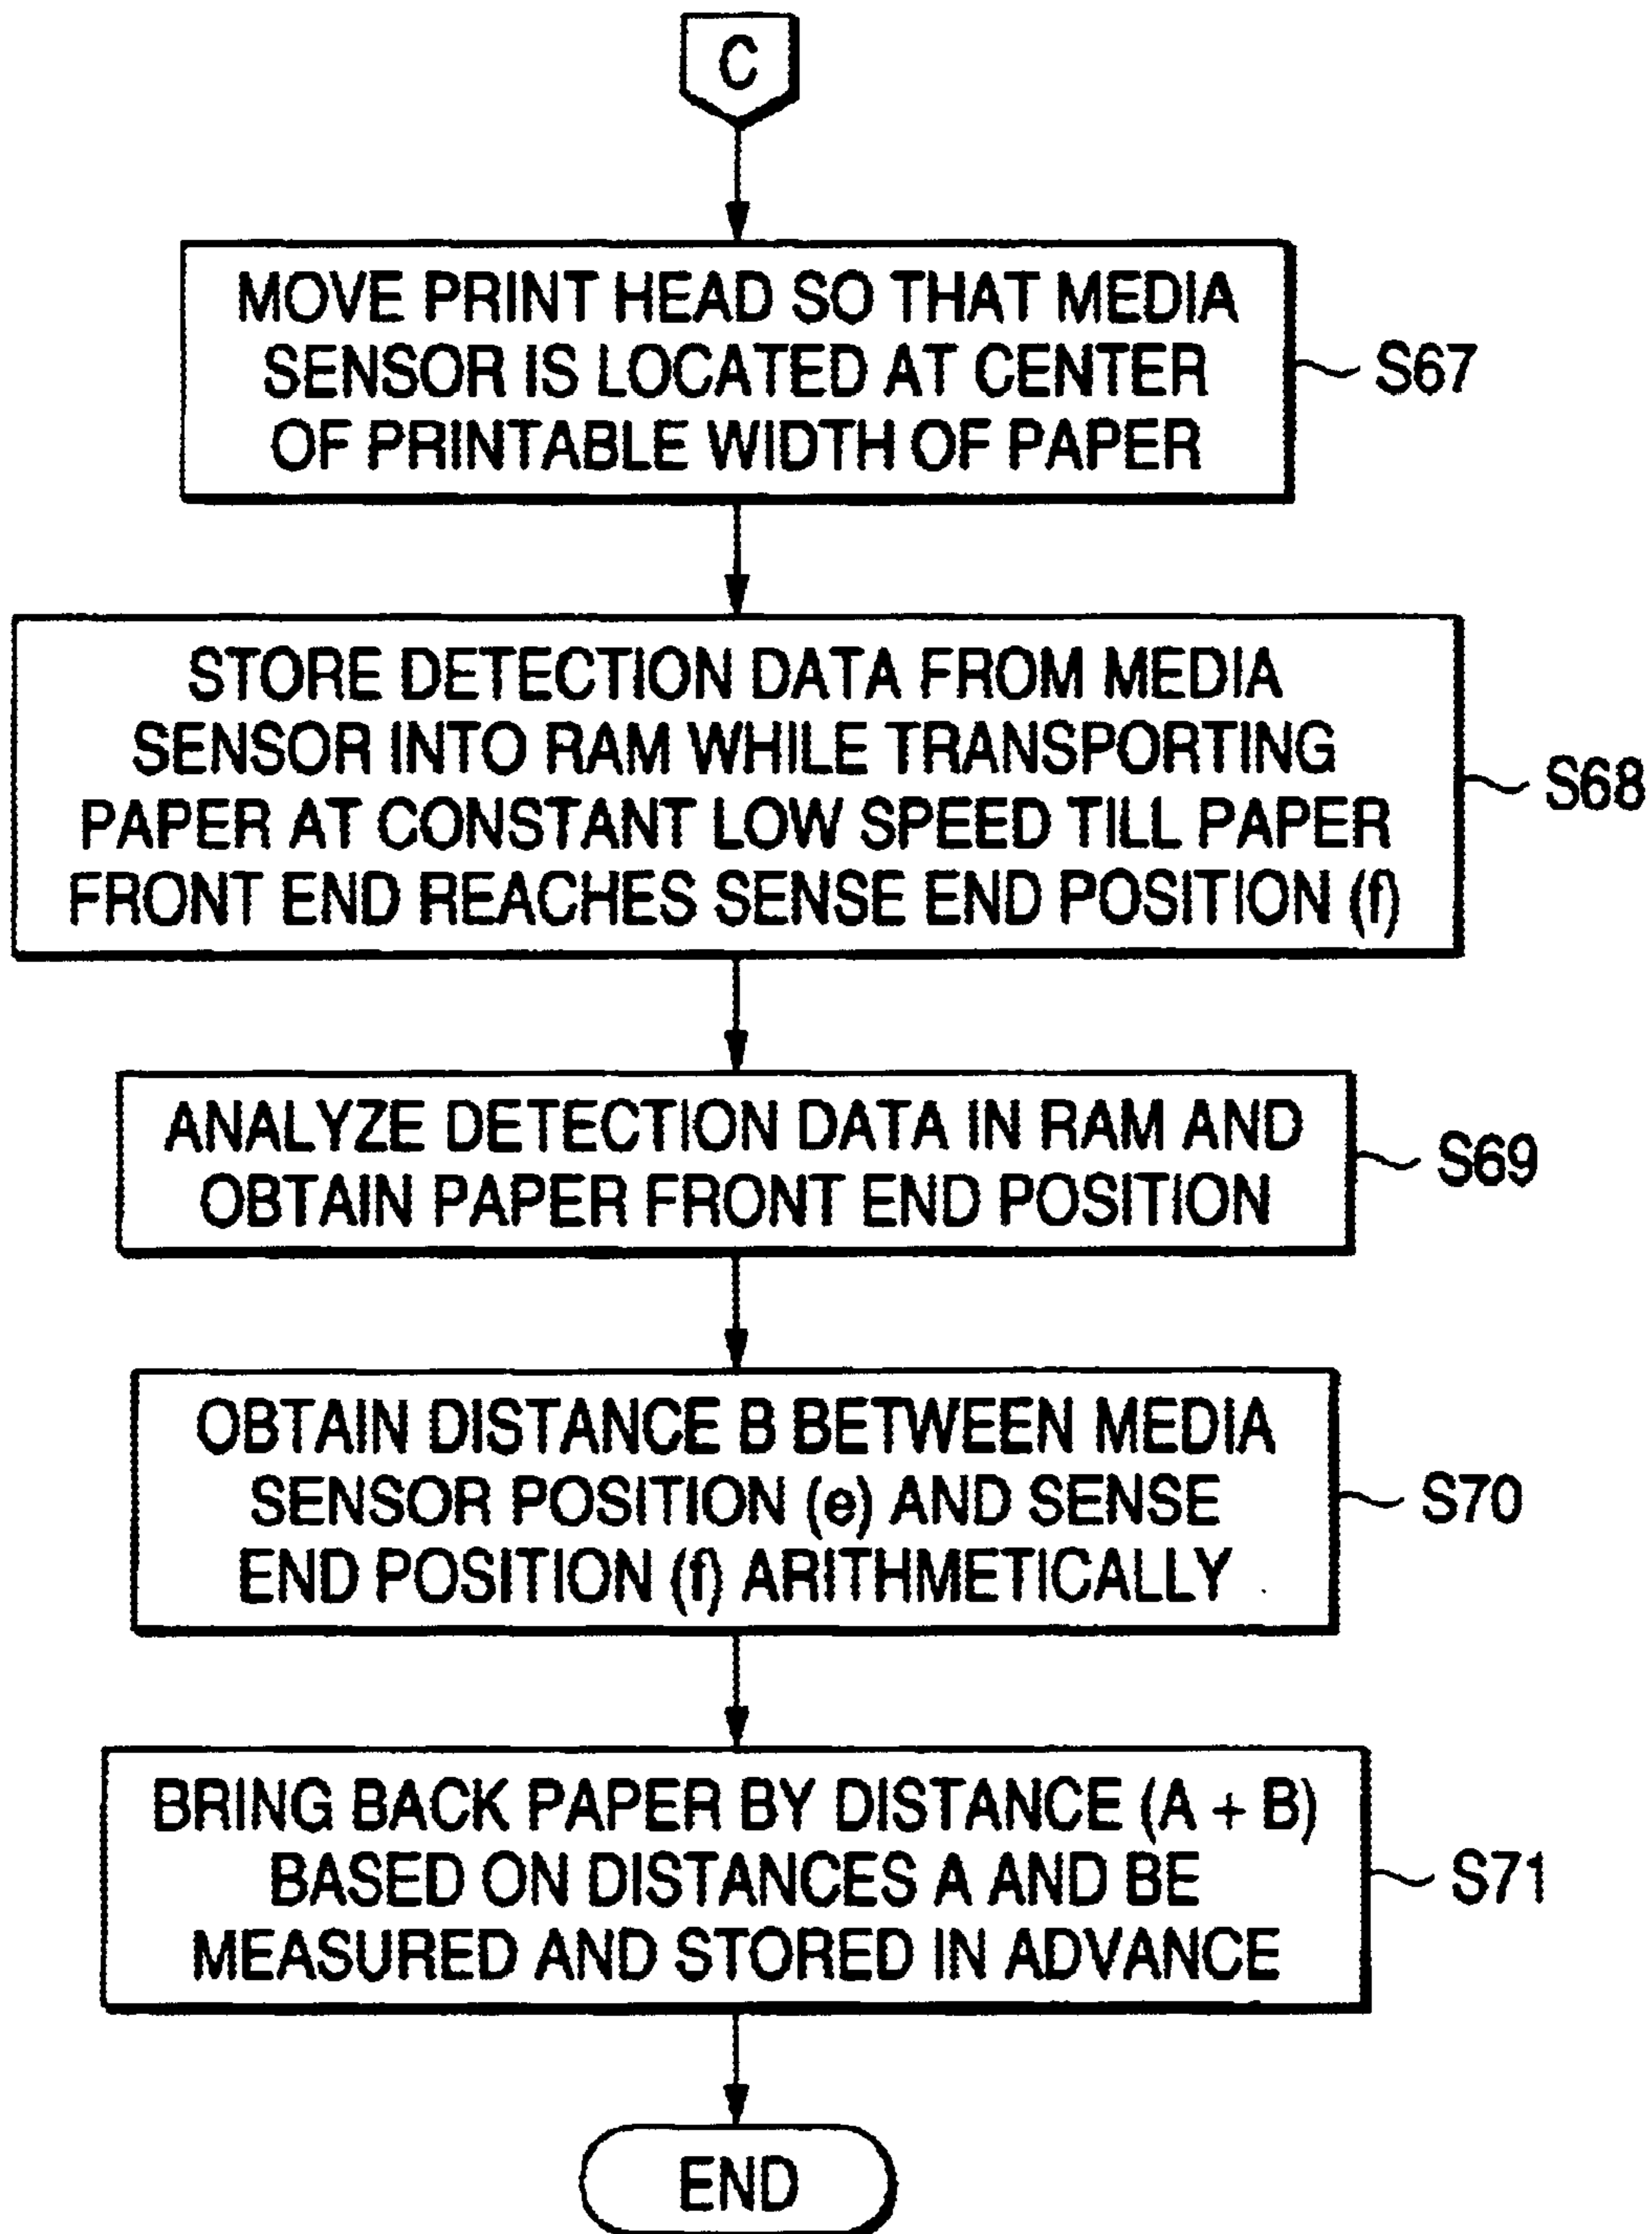 C
MOVE PRINT HEAD SO THAT MEDIA
SENSOR IS LOCATED AT CENTER
OF PRINTABLE WIDTH OF PAPER
S67
STORE DETECTION DATA FROM MEDIA
SENSOR INTO RAM WHILE TRANSPORTING
PAPER AT CONSTANT LOW SPEED TILL PAPER
FRONT END REACHES SENSE END POSITION (f)
S68
ANALYZE DETECTION DATA IN RAM AND
OBTAIN PAPER FRONT END POSITION
S69
OBTAIN DISTANCE B BETWEEN MEDIA
SENSOR POSITION (e) AND SENSE
END POSITION (f) ARITHMETICALLY
S70
BRING BACK PAPER BY DISTANCE (A + B)
BASED ON DISTANCES A AND BE
MEASURED AND STORED IN ADVANCE
S71
END